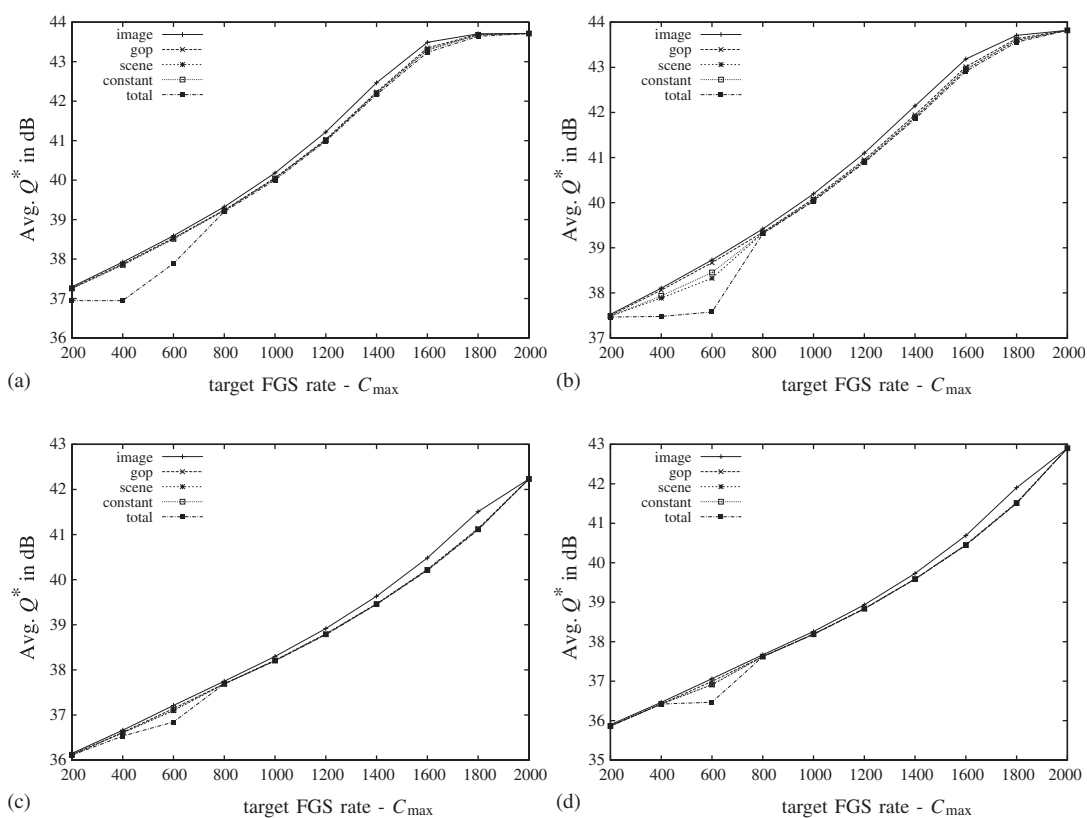 44
43
42
41
40
39
38
37
36
Avg. Q* in dB
image
gop
scene
constant
total
200 400 600 800 1000 1200 1400 1600 1800 2000
(a) target FGS rate - Cmax
44
43
42
41
40
39
38
37
Avg. Q* in dB
image
gop
scene
constant
total
200 400 600 800 1000 1200 1400 1600 1800 2000
(b) target FGS rate - Cmax
43
42
41
40
39
38
37
36
Avg. Q* in dB
image
gop
scene
constant
total
200 400 600 800 1000 1200 1400 1600 1800 2000
(c) target FGS rate - Cmax
43
42
41
40
39
38
37
36
35
Avg. Q* in dB
image
gop
scene
constant
total
200 400 600 800 1000 1200 1400 1600 1800 2000
(d) target FGS rate - Cmax